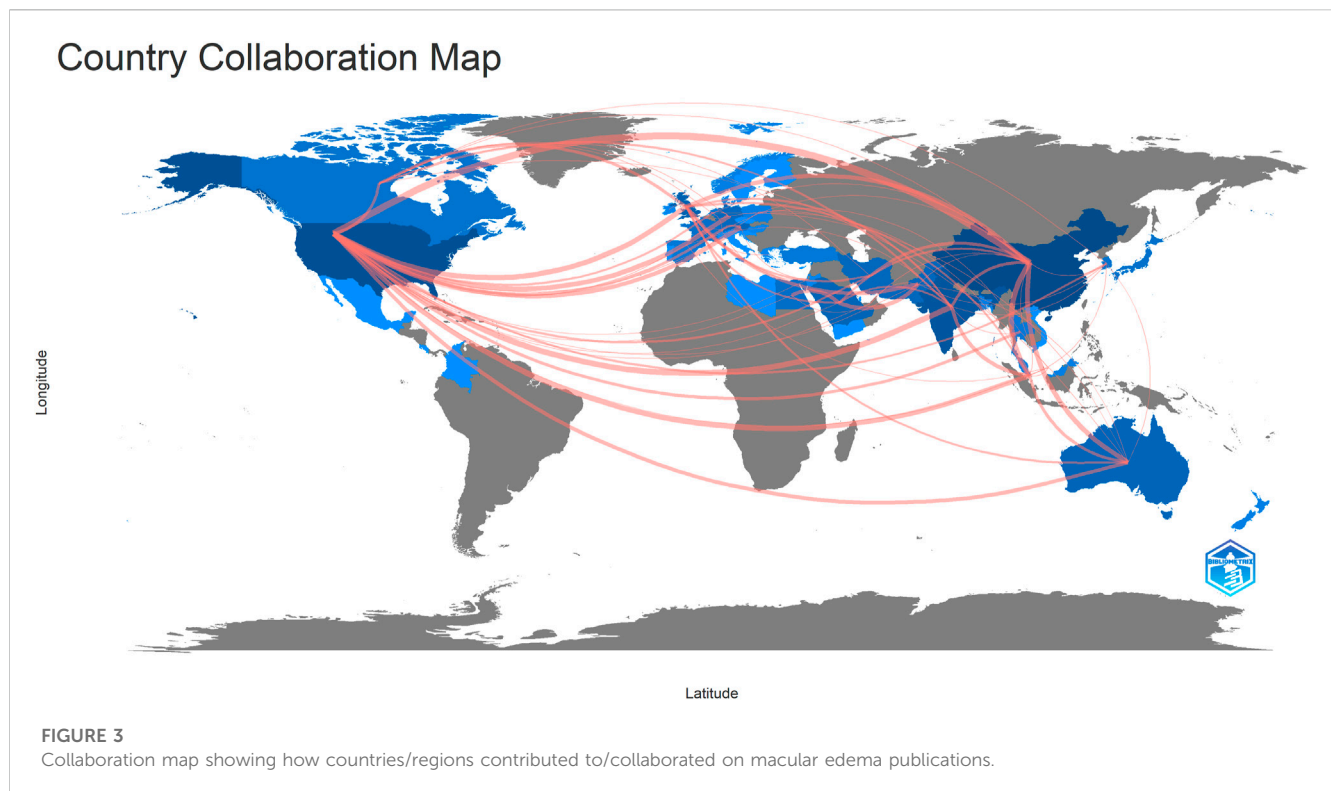 Country Collaboration Map
Longitude
BIBLIOMETRIX
Latitude
FIGURE 3
Collaboration map showing how countries/regions contributed to/collaborated on macular edema publications.